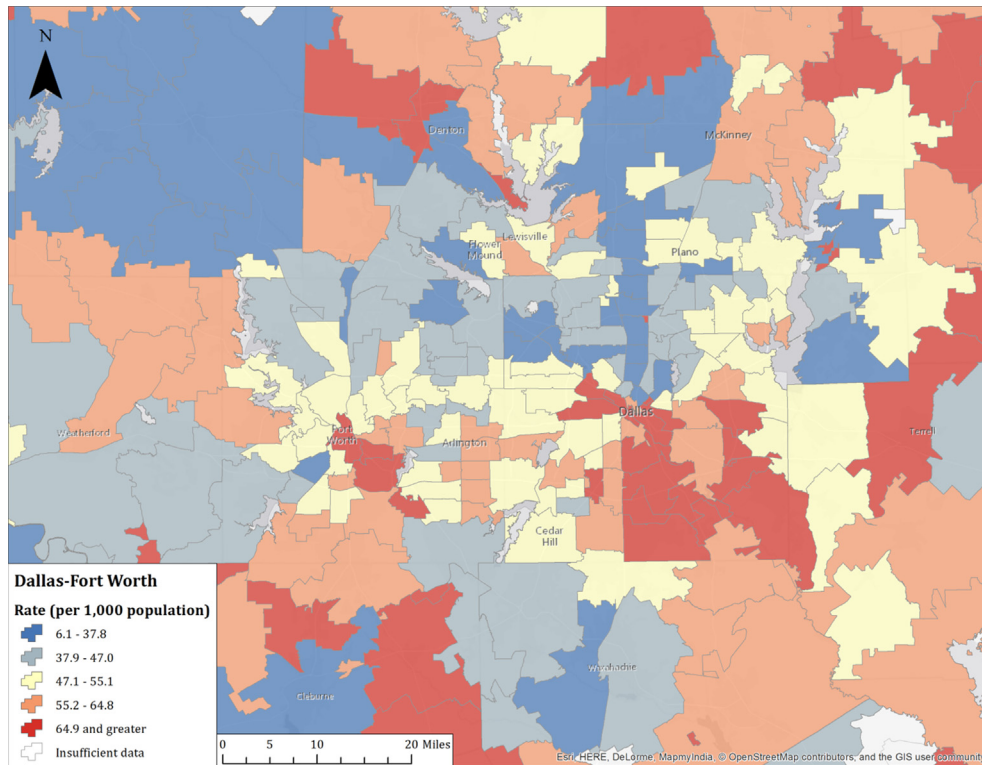 N
Denton
McKinney
Flower
Mound
Lewisville
Plano
Dallas
Weatherford
Fort
Worth
Arlington
Terrell
Cedar
Hill
Waxahachie
Cleburne
Dallas-Fort Worth
Rate (per 1,000 population)
6.1 - 37.8
37.9 - 47.0
47.1 - 55.1
55.2 - 64.8
64.9 and greater
Insufficient data
0 5 10 20 Miles
Esri, HERE, DeLorme, MapmyIndia, © OpenStreetMap contributors, and the GIS user community